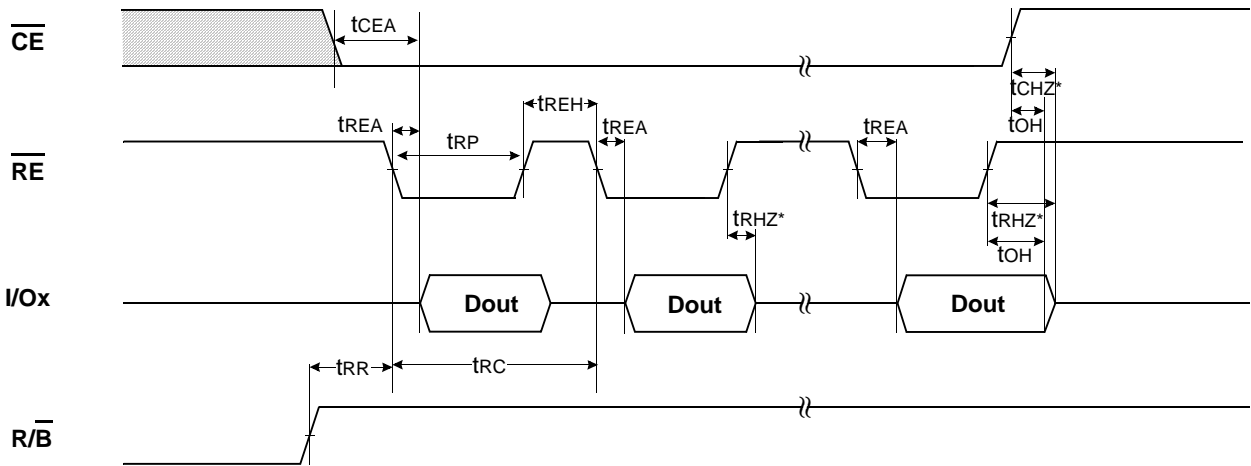 CE
tCEA
tCHZ*
tREH
tOH
tREA
tREA
tREA
tRP
RE
tRHZ*
tRHZ*
tOH
I/Ox
Dout
Dout
Dout
tRR
tRC
R/B